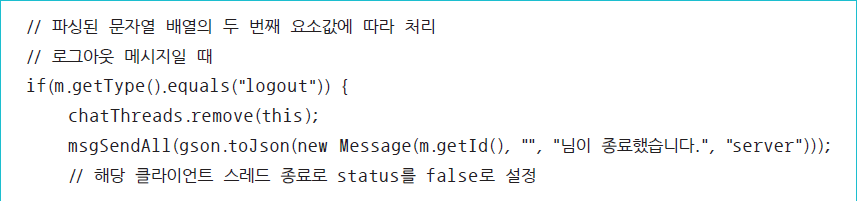 // 파싱된 문자열 배열의 두 번째 요소값에 따라 처리
// 로그아웃 메시지일 때
if(m.getType().equals("logout")) {
chatThreads.remove(this);
msgSendAll(gson.toJson(new Message(m.getId(), "", "님이 종료했습니다.", "server")));
// 해당 클라이언트 스레드 종료로 status를 false로 설정